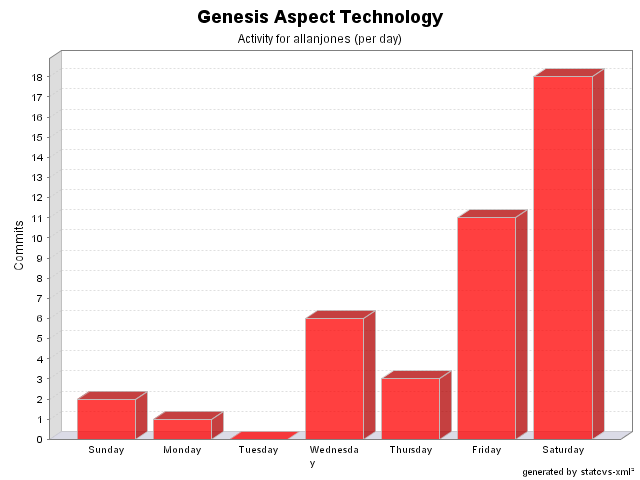 Genesis Aspect Technology
Activity for allanjones (per day)
18
17
16
15
14
13
12
11
10
9
8
7
6
5
4
3
2
1
0
Commits
Sunday
Monday
Tuesday
Wednesda
y
Thursday
Friday
Saturday
generated by statcvs-xml²